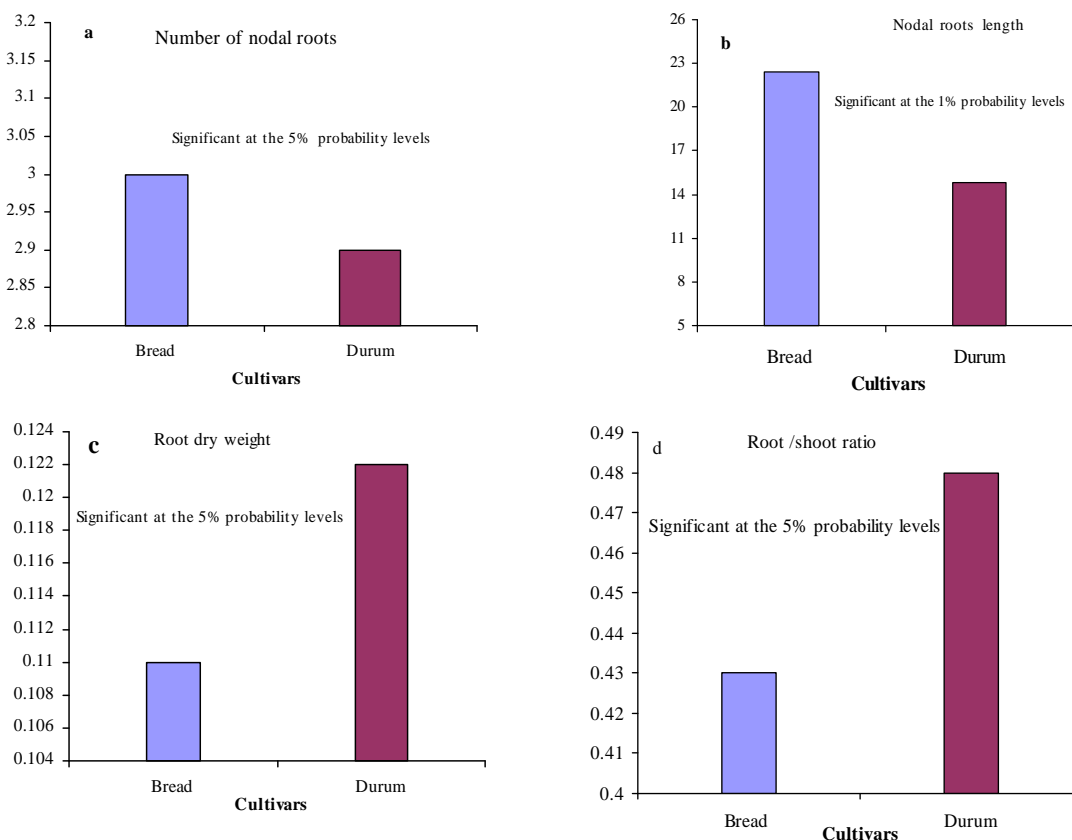 a
Number of nodal roots
Significant at the 5% probability levels
3.2
3.15
3.1
3.05
3
2.95
2.9
2.85
2.8
Bread Durum
Cultivars
b
Nodal roots length
Significant at the 1% probability levels
26
23
20
17
14
11
8
5
Bread Durum
Cultivars
c
Root dry weight
Significant at the 5% probability levels
0.124
0.122
0.12
0.118
0.116
0.114
0.112
0.11
0.108
0.106
0.104
Bread Durum
Cultivars
d
Root /shoot ratio
Significant at the 5% probability levels
0.49
0.48
0.47
0.46
0.45
0.44
0.43
0.42
0.41
0.4
Bread Durum
Cultivars